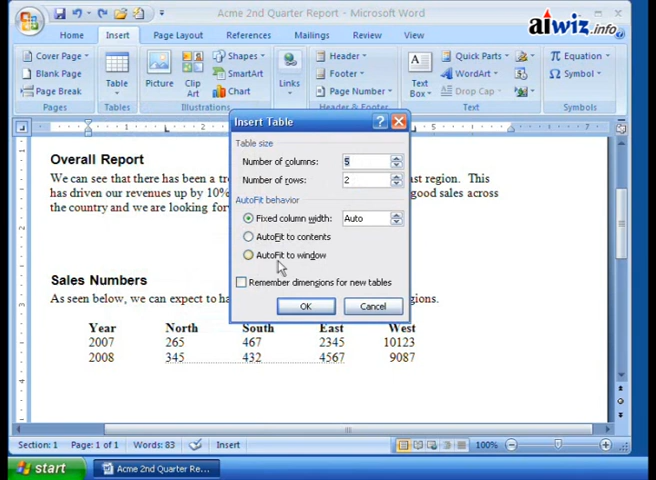 Acme 2nd Quarter Report - Microsoft Word
aiwiz.info
Home Insert Page Layout References Mailings Review View
Cover Page
Blank Page
Page Break
Pages
Table
Tables
Picture
Clip Art
Shapes
SmartArt
Chart
Illustrations
Links
Header
Footer
Page Number
Text Box
Quick Parts
WordArt
Drop Cap
Text
Equation
Symbol
Symbols
Insert Table
Table size
Number of columns: 5
Number of rows: 2
AutoFit behavior
Fixed column width: Auto
AutoFit to contents
AutoFit to window
Remember dimensions for new tables
OK Cancel
Overall Report
We can see that there has been a east region. This
has driven our revenues up by 10% good sales across
the country and we are looking
Sales Numbers
As seen below, we can expect to
Year North South East West
2007 265 467 2345 10123
2008 345 432 4567 9087
Section: 1 Page: 1 of 1 Words: 83 Insert 100%
start Acme 2nd Quarter Re...